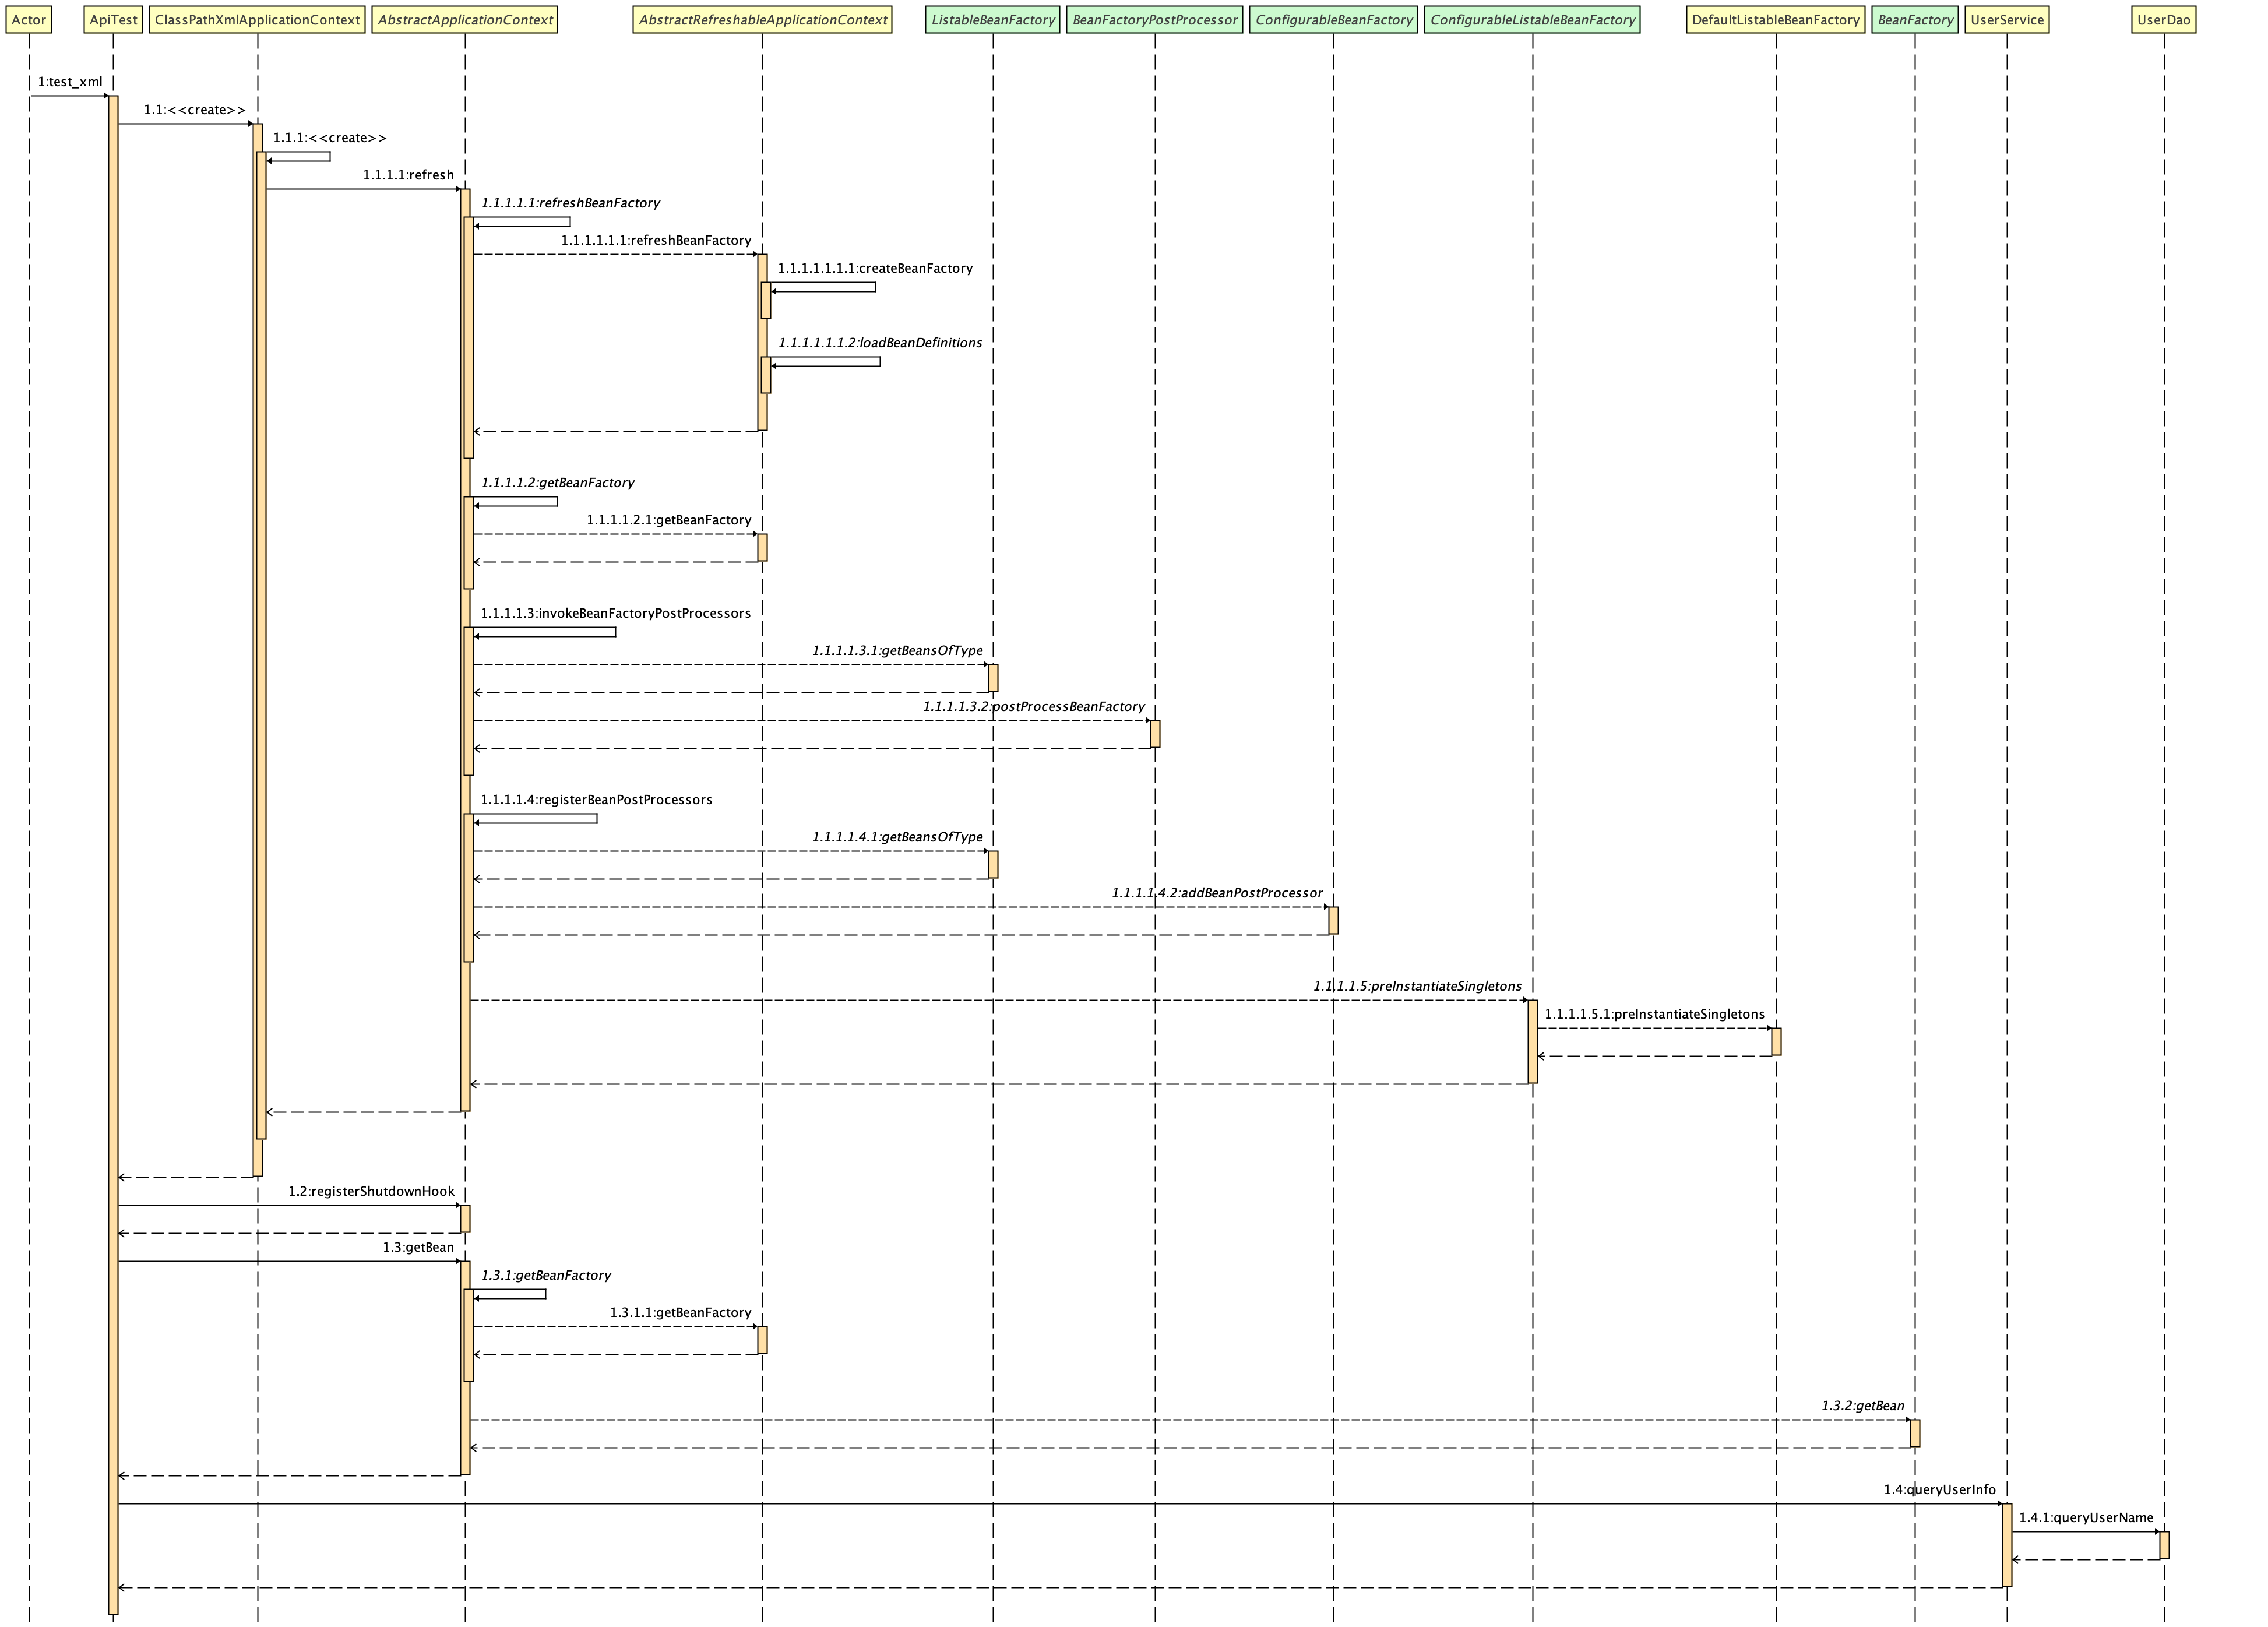 Actor
ApiTest
ClassPathXmlApplicationContext
AbstractApplicationContext
AbstractRefreshableApplicationContext
ListableBeanFactory
BeanFactoryPostProcessor
ConfigurableBeanFactory
ConfigurableListableBeanFactory
DefaultListableBeanFactory
BeanFactory
UserService
UserDao
1:test_xml
1.1:<<create>>
1.1.1:<<create>>
1.1.1.1:refresh
1.1.1.1.1:refreshBeanFactory
1.1.1.1.1.1:refreshBeanFactory
1.1.1.1.1.1.1:createBeanFactory
1.1.1.1.1.1.2:loadBeanDefinitions
1.1.1.1.2:getBeanFactory
1.1.1.1.2.1:getBeanFactory
1.1.1.1.3:invokeBeanFactoryPostProcessors
1.1.1.1.3.1:getBeansOfType
1.1.1.1.3.2:postProcessBeanFactory
1.1.1.1.4:registerBeanPostProcessors
1.1.1.1.4.1:getBeansOfType
1.1.1.1.4.2:addBeanPostProcessor
1.1.1.1.5:preInstantiateSingletons
1.1.1.1.5.1:preInstantiateSingletons
1.2:registerShutdownHook
1.3:getBean
1.3.1:getBeanFactory
1.3.1.1:getBeanFactory
1.3.2:getBean
1.4:queryUserInfo
1.4.1:queryUserName